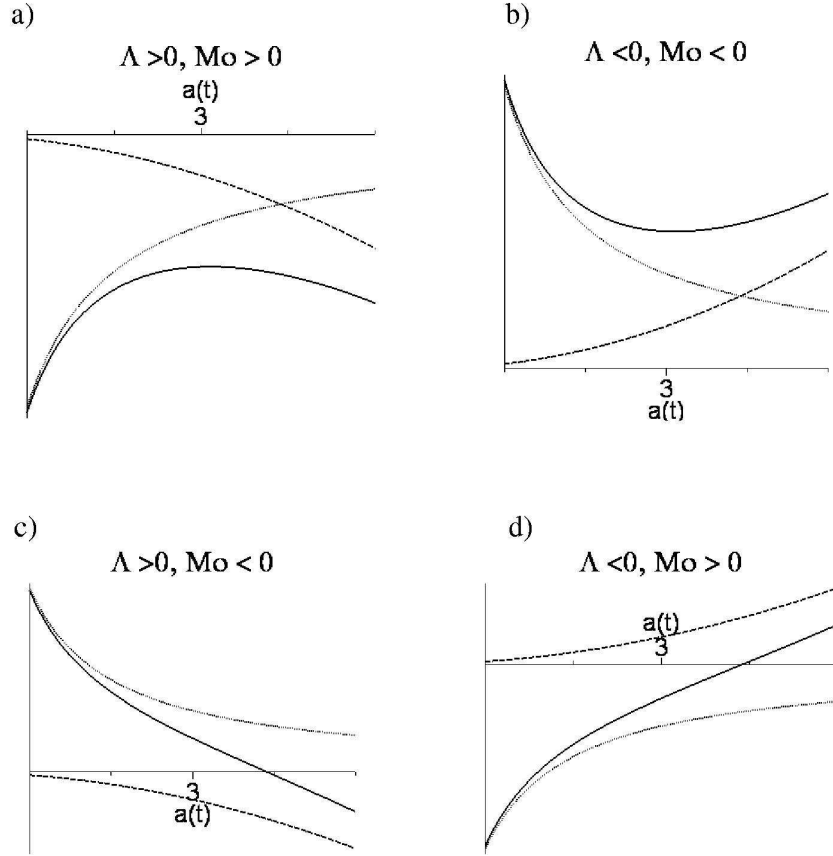 a)
Λ >0, Mo > 0
a(t)
3
b)
Λ <0, Mo < 0
3
a(t)
c)
Λ >0, Mo < 0
3
a(t)
d)
Λ <0, Mo > 0
a(t)
3